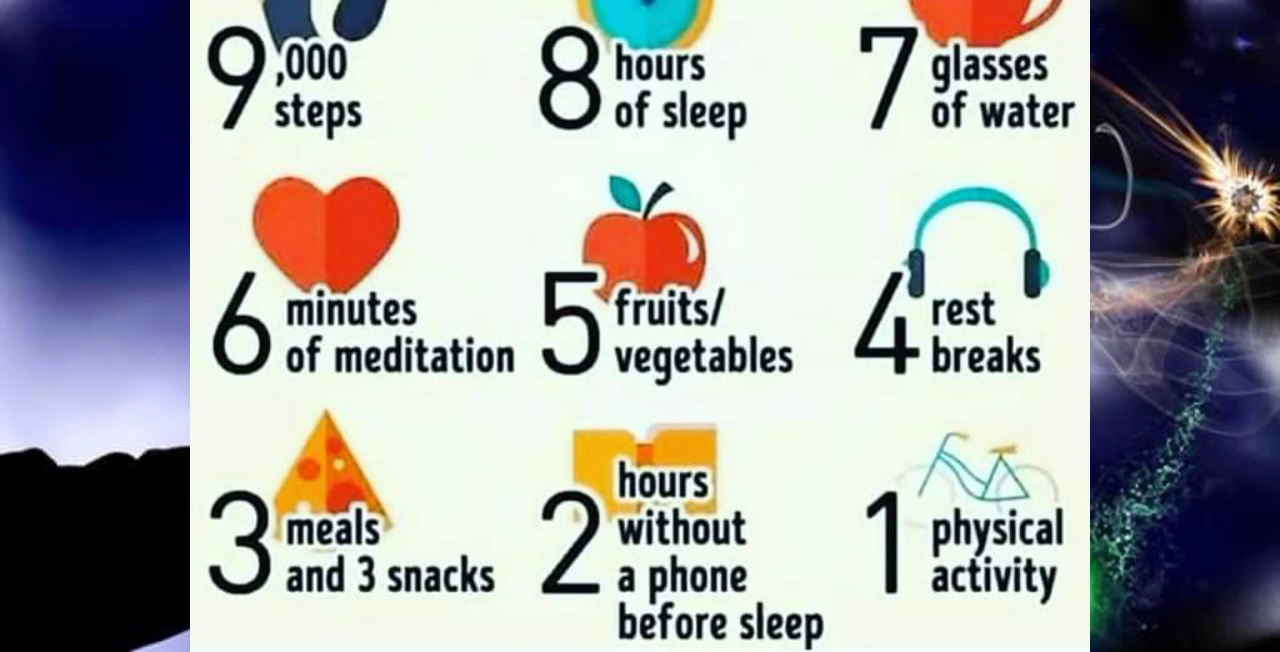 9,000
steps
8 hours
of sleep
7 glasses
of water
6 minutes
of meditation
5 fruits/
vegetables
4 rest
breaks
3 meals
and 3 snacks
2 hours
without
a phone
before sleep
1 physical
activity